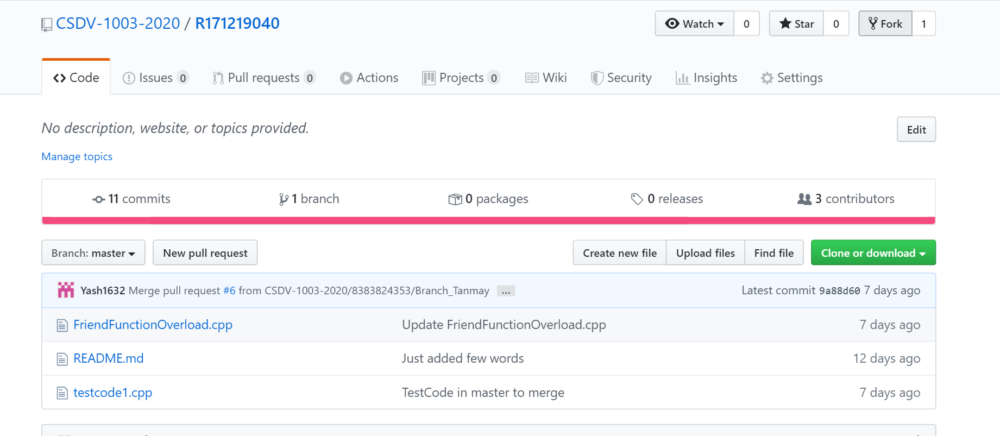 CSDV-1003-2020 / R171219040
Watch 0 Star 0 Fork 1
Code Issues 0 Pull requests 0 Actions Projects 0 Wiki Security Insights Settings
No description, website, or topics provided. Edit
Manage topics
11 commits 1 branch 0 packages 0 releases 3 contributors
Branch: master New pull request Create new file Upload files Find file Clone or download
Yash1632 Merge pull request #6 from CSDV-1003-2020/8383824353/Branch_Tanmay ... Latest commit 9a88d60 7 days ago
FriendFunctionOverload.cpp Update FriendFunctionOverload.cpp 7 days ago
README.md Just added few words 12 days ago
testcode1.cpp TestCode in master to merge 7 days ago